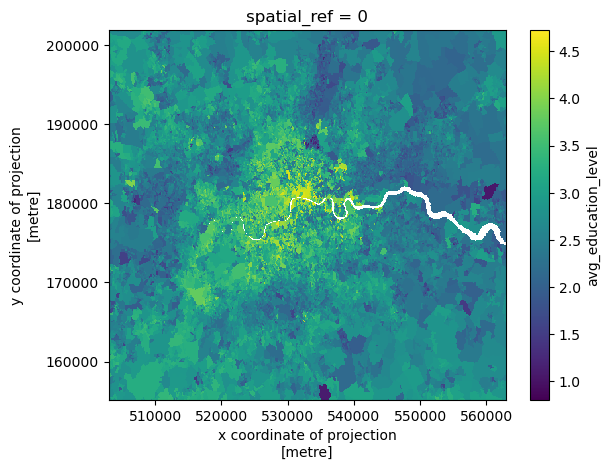 spatial_ref = 0
200000
190000
180000
170000
160000
y coordinate of projection
[metre]
510000 520000 530000 540000 550000 560000
x coordinate of projection
[metre]
4.5
4.0
3.5
3.0
2.5
2.0
1.5
1.0
avg_education_level